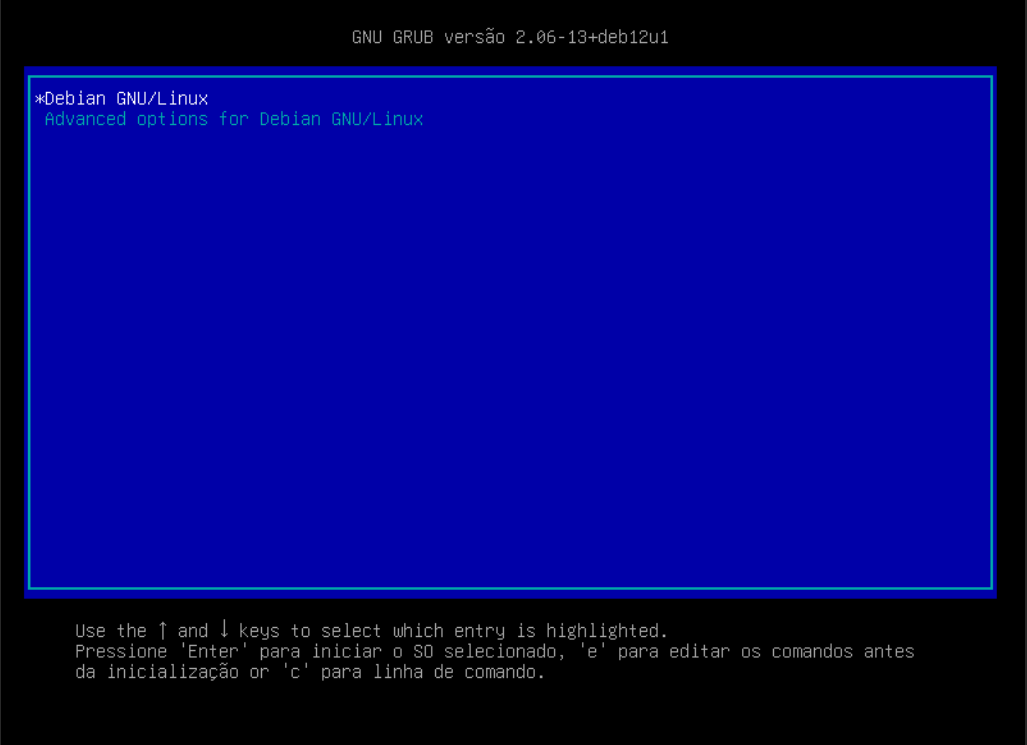 GNU GRUB versão 2.06-13+deb12u1
*Debian GNU/Linux
Advanced options for Debian GNU/Linux
Use the ↑ and ↓ keys to select which entry is highlighted.
Pressione 'Enter' para iniciar o SO selecionado, 'e' para editar os comandos antes
da inicialização or 'c' para linha de comando.